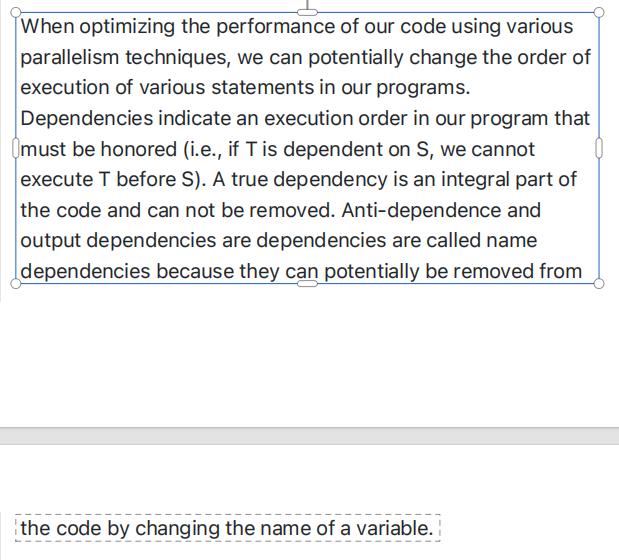 When optimizing the performance of our code using various
parallelism techniques, we can potentially change the order of
execution of various statements in our programs.
Dependencies indicate an execution order in our program that
must be honored (i.e., if T is dependent on S, we cannot
execute T before S). A true dependency is an integral part of
the code and can not be removed. Anti-dependence and
output dependencies are dependencies are called name
dependencies because they can potentially be removed from
the code by changing the name of a variable.